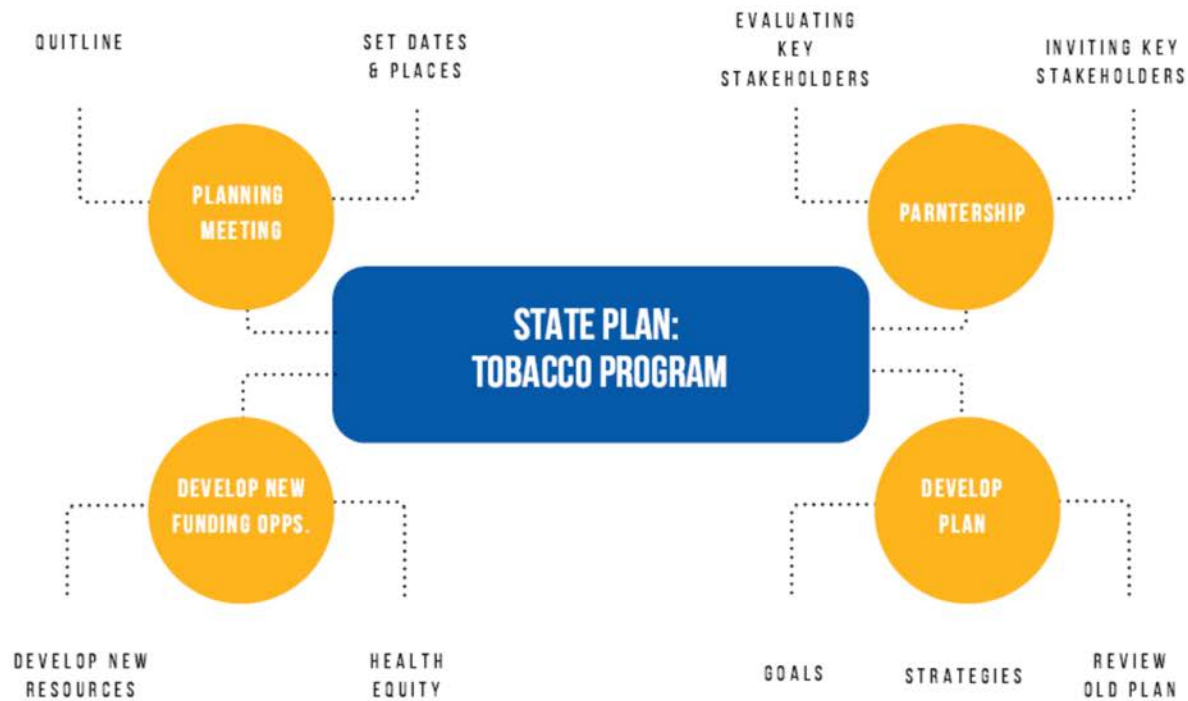 QUITLINE
SET DATES
& PLACES
EVALUATING
KEY
STAKEHOLDERS
INVITING KEY
STAKEHOLDERS
PLANNING
MEETING
PARNTERSHIP
STATE PLAN:
TOBACCO PROGRAM
DEVELOP NEW
FUNDING OPPS.
DEVELOP
PLAN
DEVELOP NEW
RESOURCES
HEALTH
EQUITY
GOALS
STRATEGIES
REVIEW
OLD PLAN